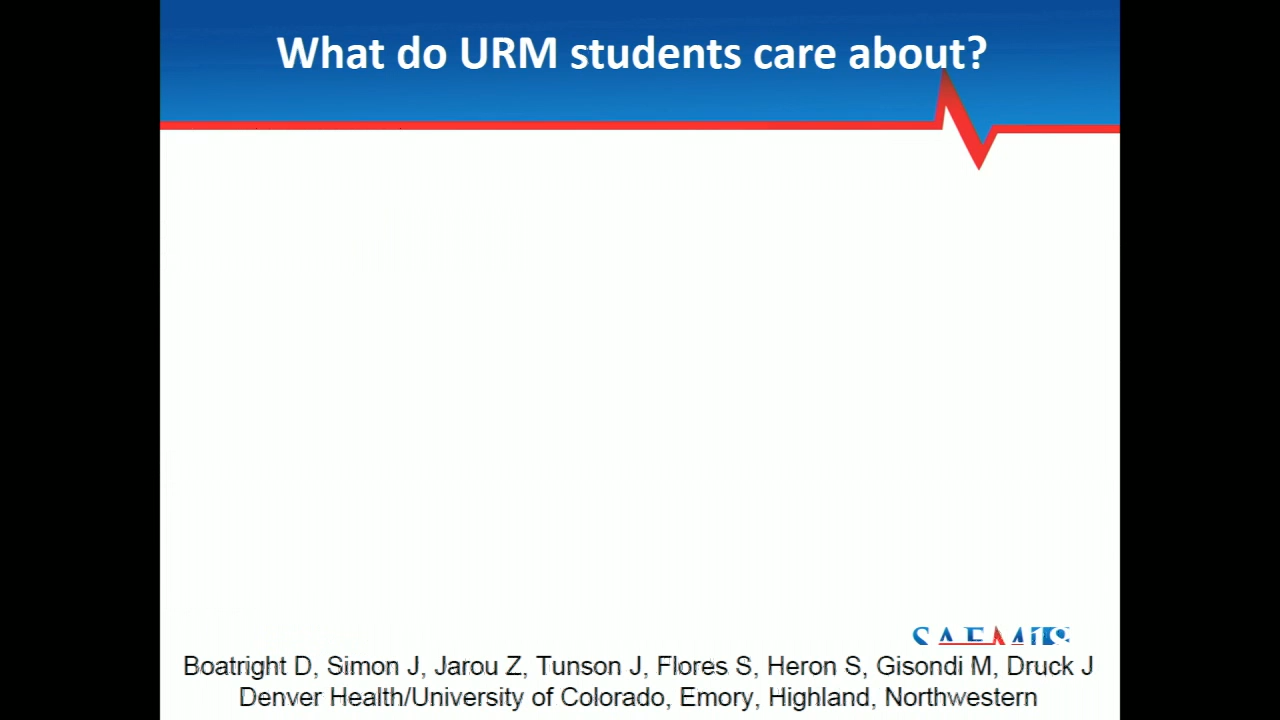 What do URM students care about?
Boatright D, Simon J, Jarou Z, Tunson J, Flores S, Heron S, Gisondi M, Druck J
Denver Health/University of Colorado, Emory, Highland, Northwestern